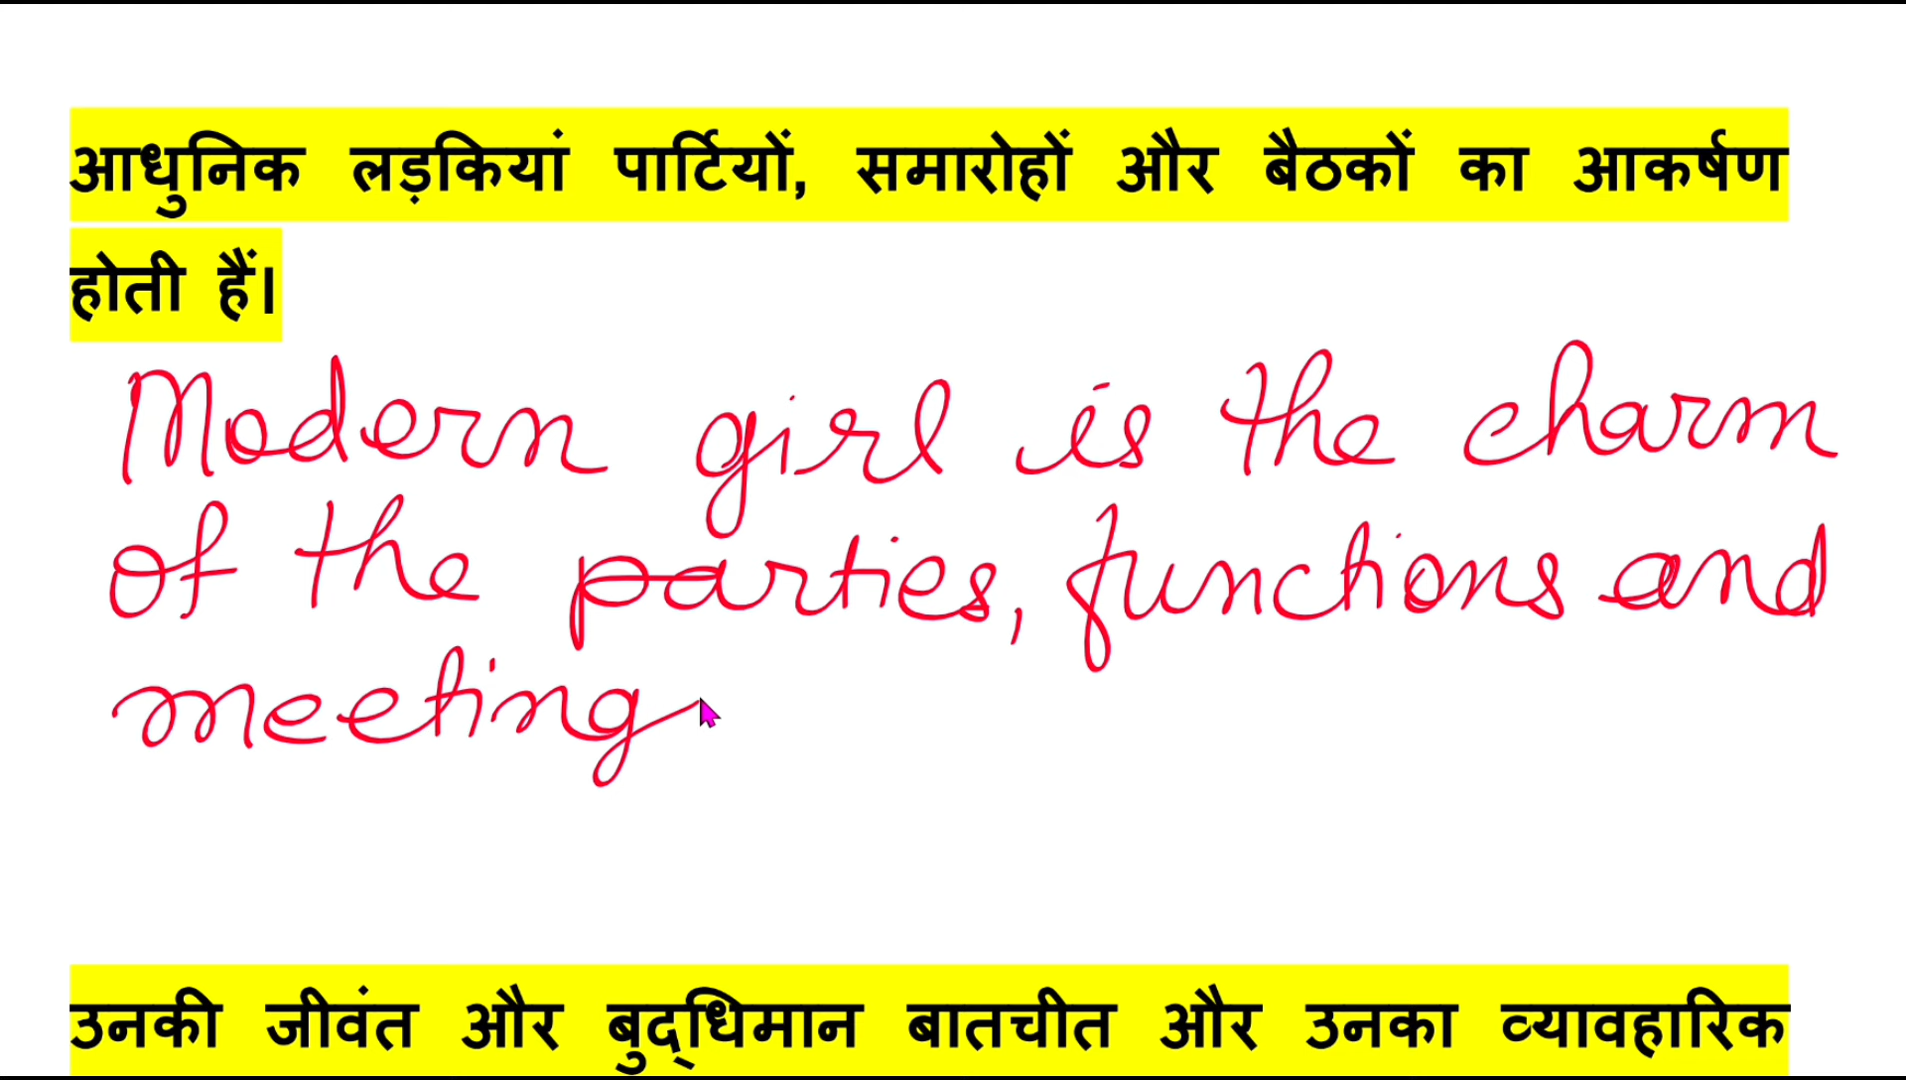 आधुनिक लड़कियां पार्टियों, समारोहों और बैठकों का आकर्षण
होती हैं।
Modern girl is the charm
of the parties, functions and
meeting
उनकी जीवंत और बुद्धिमान बातचीत और उनका व्यावहारिक